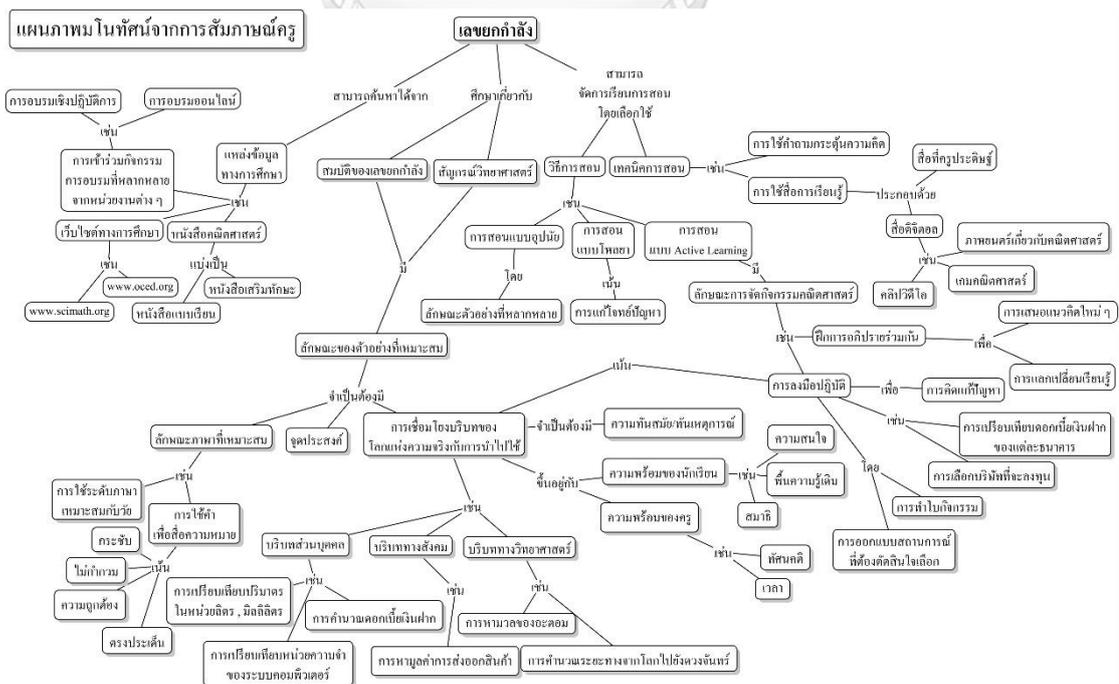 แผนภาพมโนทัศน์จากการสัมภาษณ์ครู
เลขยกกำลัง
สามารถค้นหาได้จาก
ศึกษาเกี่ยวกับ
สามารถ
จัดการเรียนการสอน
โดยเลือกใช้
การอบรมเชิงปฏิบัติการ
การอบรมออนไลน์
เช่น
การเข้าร่วมกิจกรรม
การอบรมที่หลากหลาย
จากหน่วยงานต่าง ๆ
แหล่งข้อมูล
ทางการศึกษา
เช่น
เว็บไซต์ทางการศึกษา
หนังสือคณิตศาสตร์
เช่น
แบ่งเป็น
www.oced.org
www.scimath.org
หนังสือเสริมทักษะ
หนังสือแบบเรียน
สมบัติของเลขยกกำลัง
สัญกรณ์วิทยาศาสตร์
มี
วิธีการสอน
เทคนิคการสอน
เช่น
การใช้คำถามกระตุ้นความคิด
การใช้สื่อการเรียนรู้
ประกอบด้วย
สื่อที่ครูประดิษฐ์
สื่อดิจิตอล
เช่น
ภาพยนตร์เกี่ยวกับคณิตศาสตร์
เกมคณิตศาสตร์
คลิปวิดีโอ
เช่น
การสอนแบบอุปนัย
การสอน
แบบโพลยา
การสอน
แบบ Active Learning
โดย
เน้น
มี
ลักษณะตัวอย่างที่หลากหลาย
การแก้โจทย์ปัญหา
ลักษณะการจัดกิจกรรมคณิตศาสตร์
เช่น
ฝึกการอภิปรายร่วมกัน
เพื่อ
การเสนอแนวคิดใหม่ ๆ
การแลกเปลี่ยนเรียนรู้
ลักษณะของตัวอย่างที่เหมาะสม
จำเป็นต้องมี
เน้น
การลงมือปฏิบัติ
เพื่อ
การคิดแก้ปัญหา
เช่น
การเปรียบเทียบดอกเบี้ยเงินฝาก
ของแต่ละธนาคาร
การเลือกบริษัทที่จะลงทุน
โดย
การทำใบกิจกรรม
การออกแบบสถานการณ์
ที่ต้องตัดสินใจเลือก
ลักษณะภาษาที่เหมาะสม
จุดประสงค์
การเชื่อมโยงบริบทของ
โลกแห่งความจริงกับการนำไปใช้
จำเป็นต้องมี
ความทันสมัย/ทันเหตุการณ์
ขึ้นอยู่กับ
ความพร้อมของนักเรียน
เช่น
ความสนใจ
พื้นความรู้เดิม
สมาธิ
ความพร้อมของครู
เช่น
ทัศนคติ
เวลา
เช่น
การใช้ระดับภาษา
เหมาะสมกับวัย
การใช้คำ
เพื่อสื่อความหมาย
เน้น
กระชับ
ไม่กำกวม
ความถูกต้อง
ตรงประเด็น
เช่น
บริบทส่วนบุคคล
บริบททางสังคม
บริบททางวิทยาศาสตร์
เช่น
เช่น
เช่น
การเปรียบเทียบปริมาตร
ในหน่วยลิตร , มิลลิลิตร
การคำนวณดอกเบี้ยเงินฝาก
การหามวลของอะตอม
การเปรียบเทียบหน่วยความจำ
ของระบบคอมพิวเตอร์
การหามูลค่าการส่งออกสินค้า
การคำนวณระยะทางจากโลกไปยังดวงจันทร์